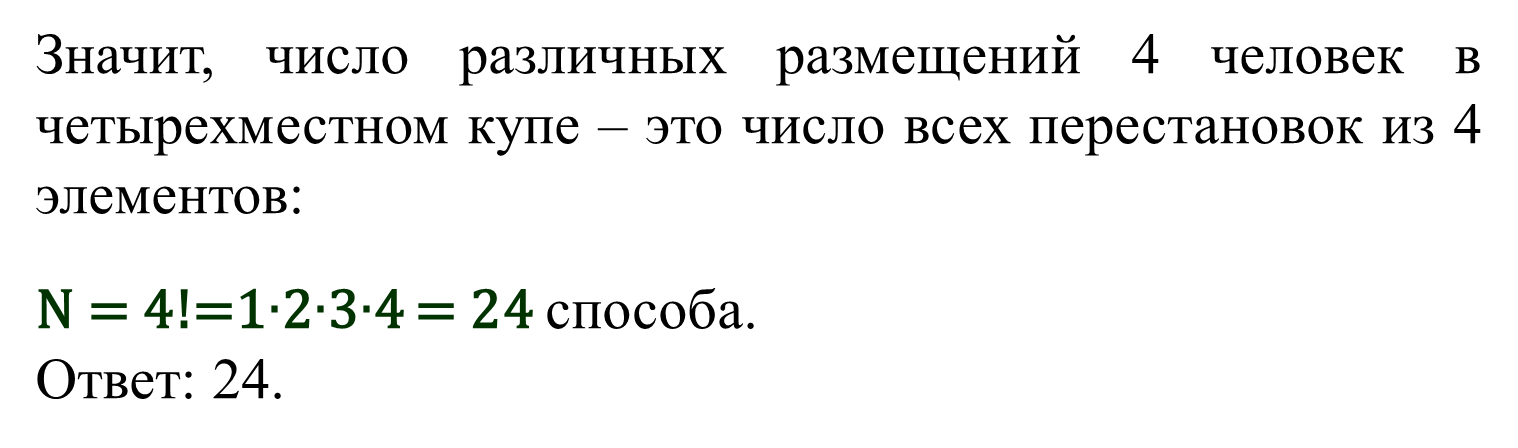 Значит, число различных размещений 4 человек в
четырехместном купе – это число всех перестановок из 4
элементов:
N = 4!=1·2·3·4 = 24 способа.
Ответ: 24.